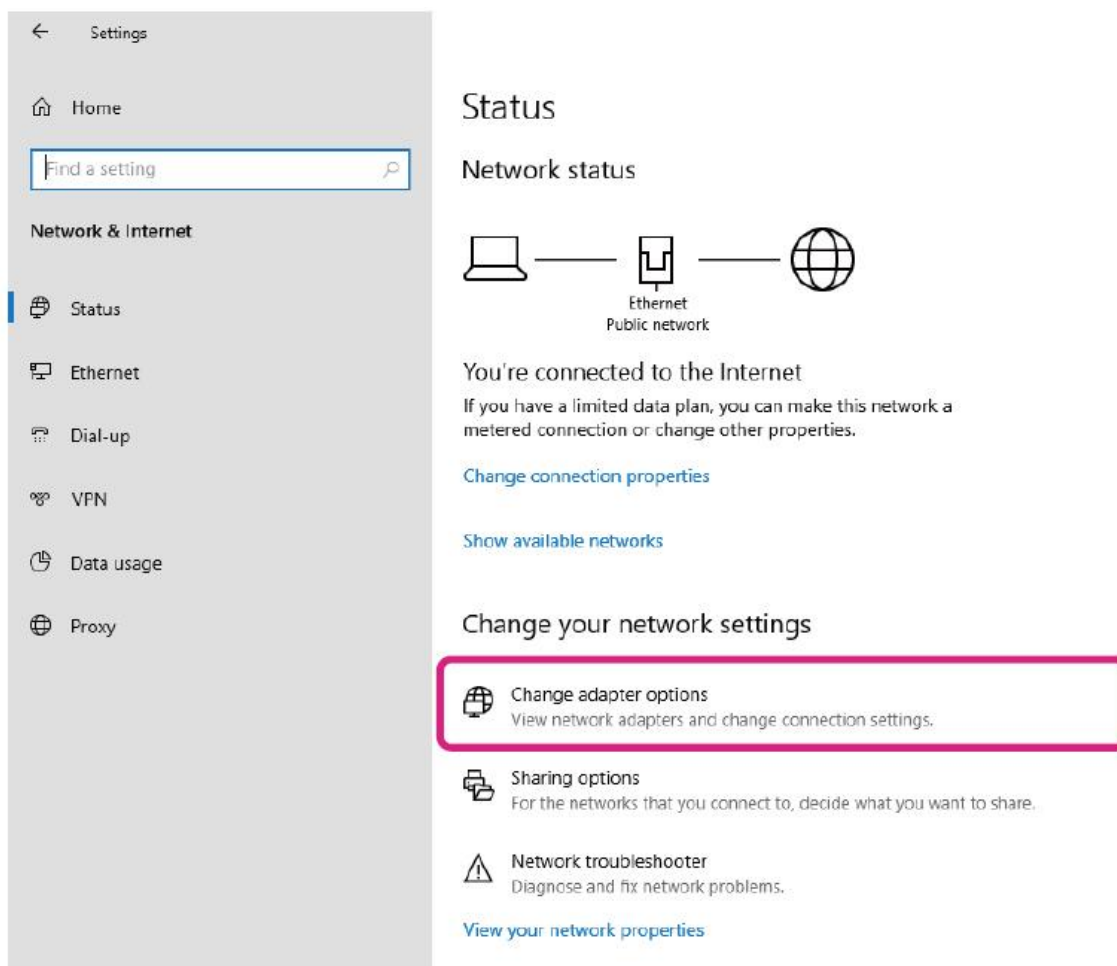 Settings
Home
Find a setting
Network & Internet
Status
Ethernet
Dial-up
VPN
Data usage
Proxy
Status
Network status
Ethernet
Public network
You're connected to the Internet
If you have a limited data plan, you can make this network a
metered connection or change other properties.
Change connection properties
Show available networks
Change your network settings
Change adapter options
View network adapters and change connection settings.
Sharing options
For the networks that you connect to, decide what you want to share.
Network troubleshooter
Diagnose and fix network problems.
View your network properties